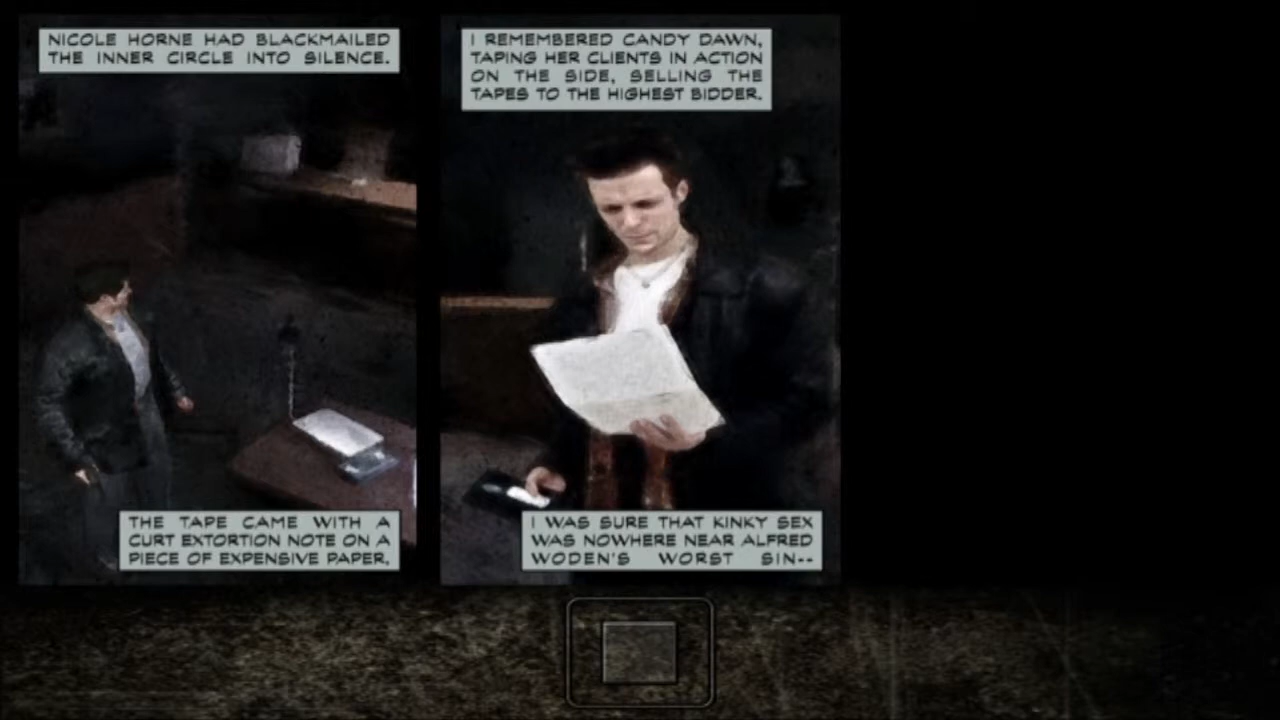 NICOLE HORNE HAD BLACKMAILED
THE INNER CIRCLE INTO SILENCE.
THE TAPE CAME WITH A
CURT EXTORTION NOTE ON A
PIECE OF EXPENSIVE PAPER.
I REMEMBERED CANDY DAWN,
TAPING HER CLIENTS IN ACTION
ON THE SIDE, SELLING THE
TAPES TO THE HIGHEST BIDDER.
I WAS SURE THAT KINKY SEX
WAS NOWHERE NEAR ALFRED
WODEN'S WORST SIN--